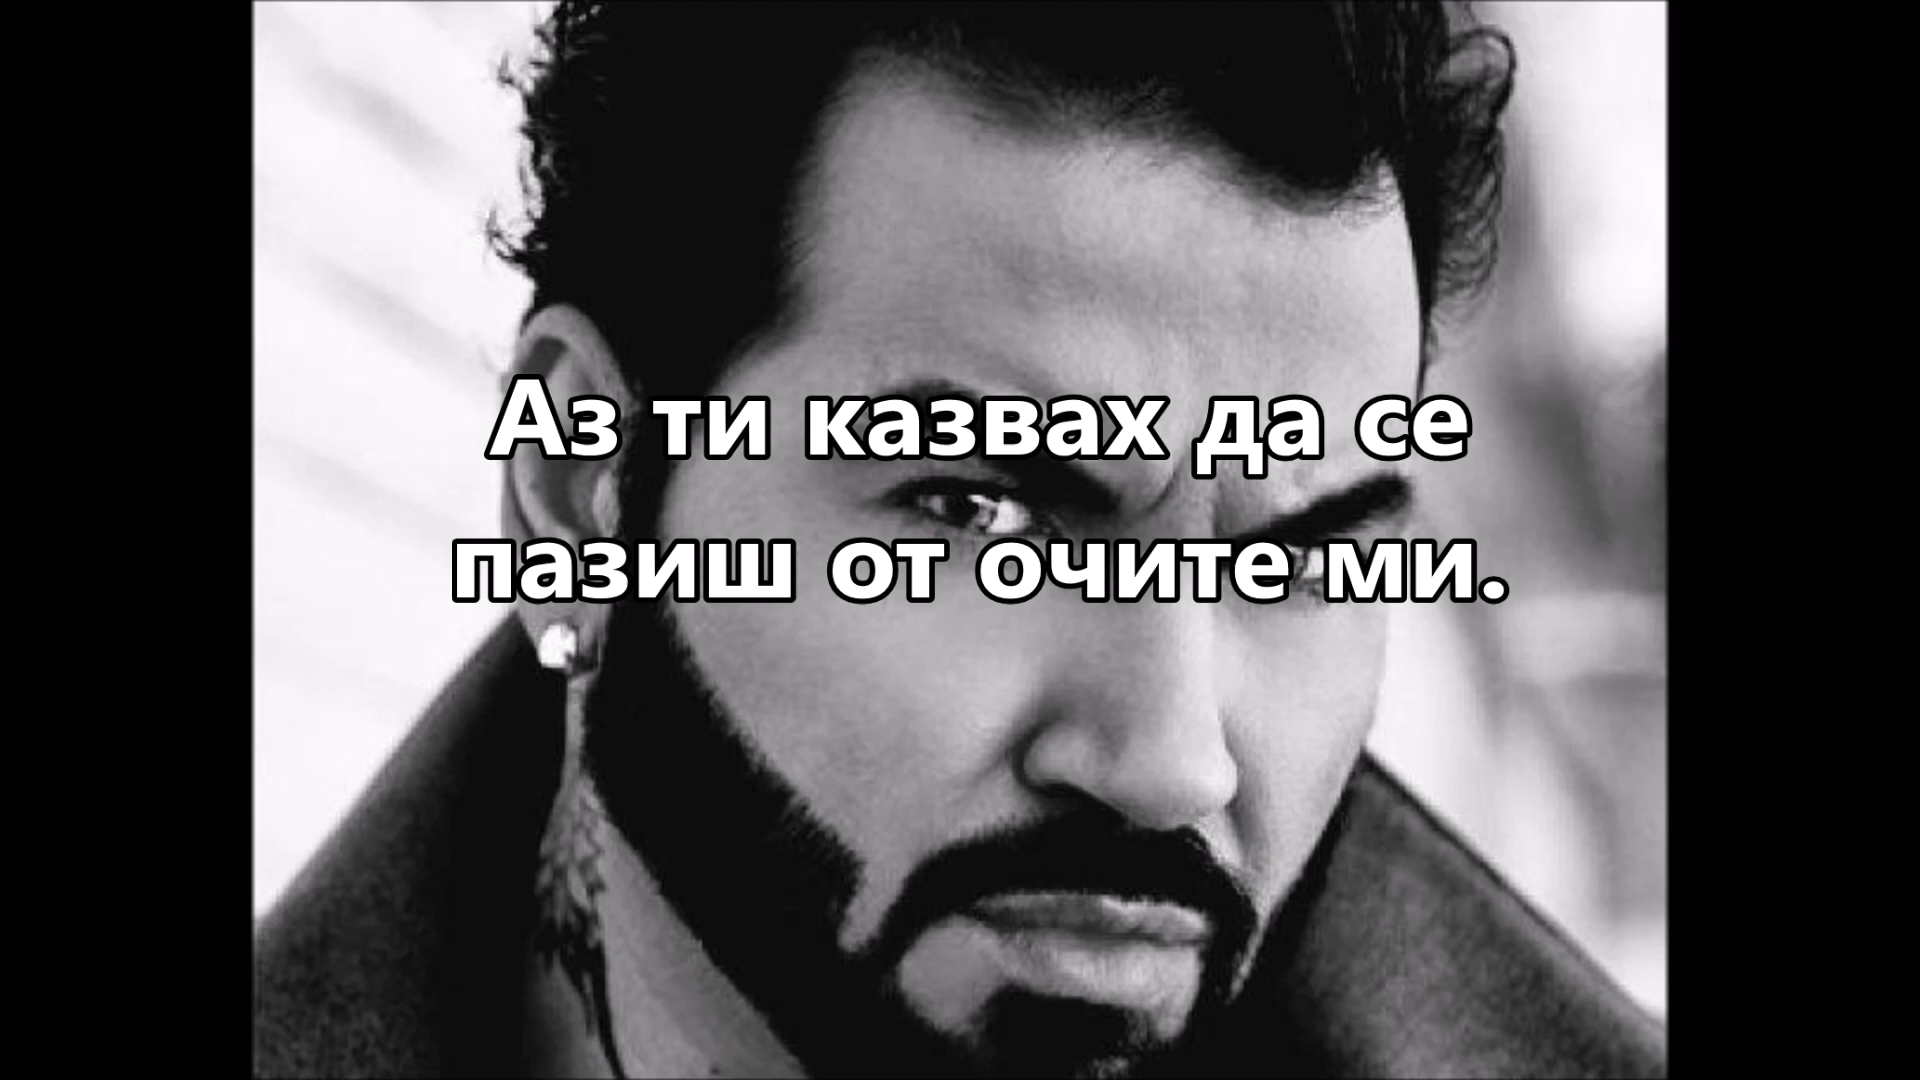 Аз ти казвах да се
пазиш от очите ми.